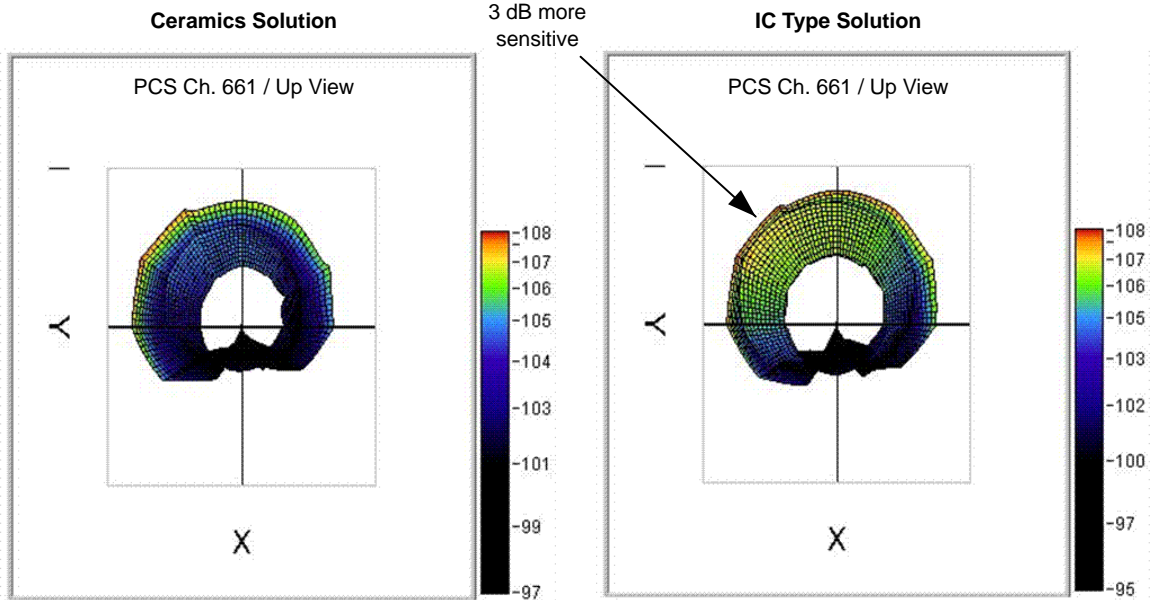 Ceramics Solution
3 dB more
sensitive
IC Type Solution
PCS Ch. 661 / Up View
Y
X
-108
-107
-106
-105
-104
-103
-101
-99
-97
PCS Ch. 661 / Up View
Y
X
-108
-107
-106
-105
-103
-102
-100
-97
-95